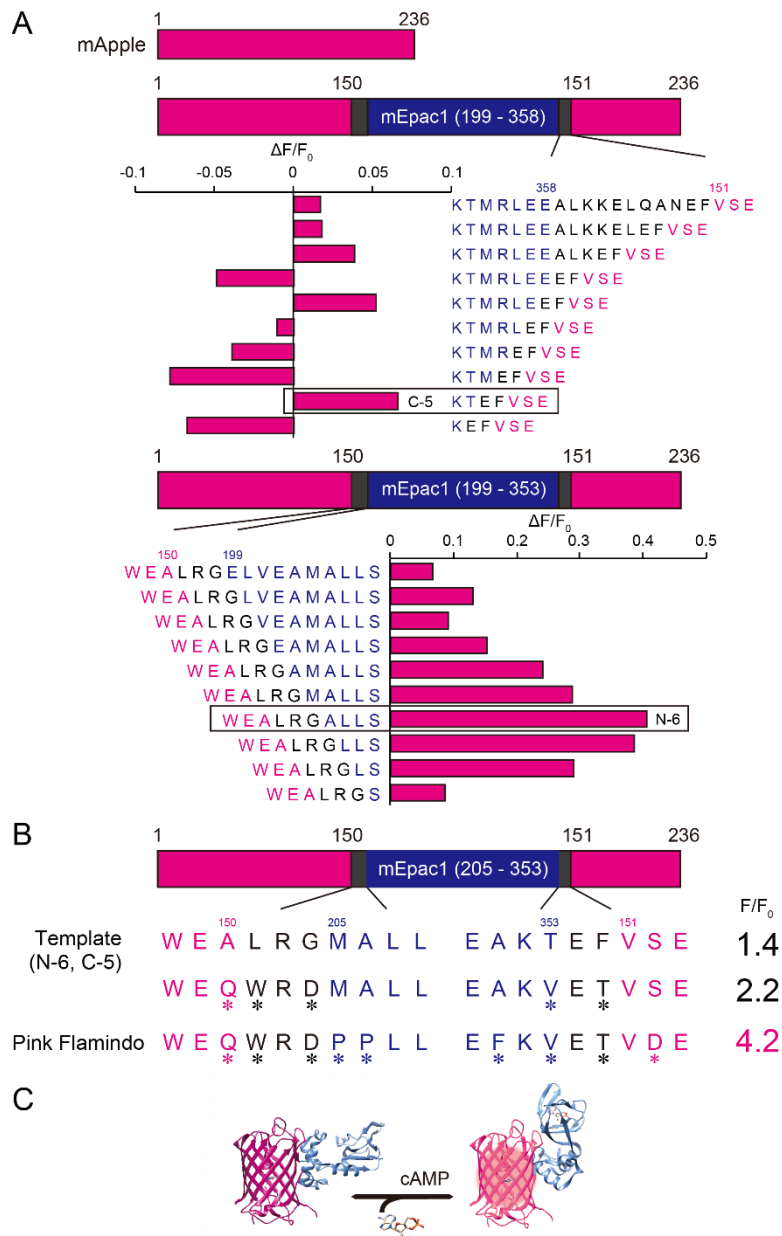 A
1 236
mApple
1 150 151 236
mEpac1 (199 - 358)
ΔF/F0
-0.1 -0.05 0 0.05 0.1
358 151
KTMRLEEALKKELQANEFVSE
KTMRLEEALKKELEFVSE
KTMRLEEALKEFVSE
KTMRLEEEFVSE
KTMRLEEFVSE
KTMRLEFVSE
KTMREFVSE
KTMEFVSE
C-5 KTEFVSE
KEFVSE
1 150 151 236
mEpac1 (199 - 353)
ΔF/F0
0 0.1 0.2 0.3 0.4 0.5
150 199
WEALRGELVEAMALLS
WEALRGLVEAMALLS
WEALRGVEAMALLS
WEALRGEAMALLS
WEALRGAMALLS
WEALRGMALLS
WEALRGALLS N-6
WEALRGLLS
WEALRGLS
WEALRGS
B
1 150 151 236
mEpac1 (205 - 353)
F/F0
150 205 353 151
Template (N-6, C-5) WEALRGMALL EAKTEFVSE 1.4
WEQWRDMALL EAKVETVSE 2.2
* * * * *
Pink Flamindo WEQWRDPPLL EFKVETVDE 4.2
* * * * * * * * *
C
cAMP